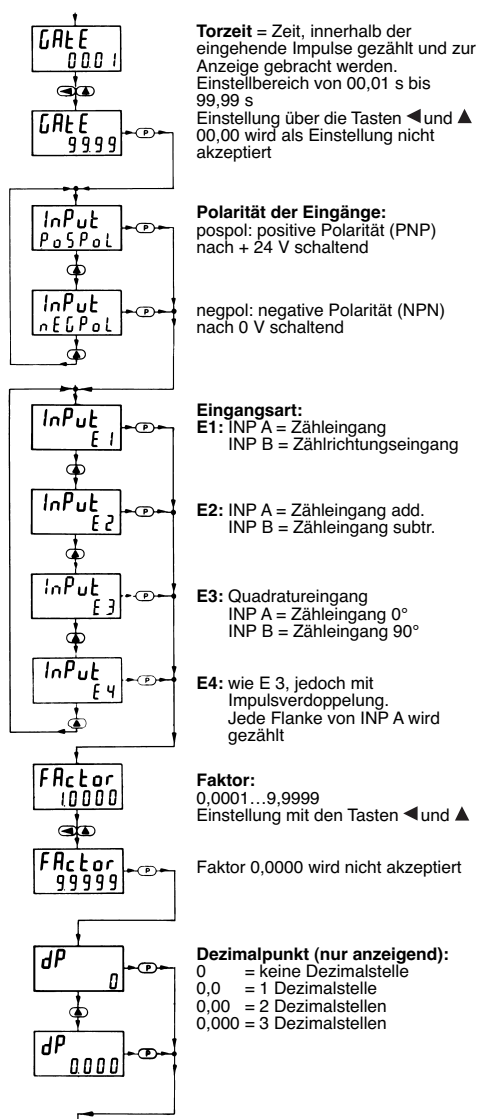 GAtE
00.01
Torzeit = Zeit, innerhalb der
eingehende Impulse gezählt und zur
Anzeige gebracht werden.
Einstellbereich von 00,01 s bis
99,99 s
Einstellung über die Tasten ◄und ▲
00,00 wird als Einstellung nicht
akzeptiert
◄ ▲
GAtE
99.99
P
InPut
PoSPoL
P
Polarität der Eingänge:
pospol: positive Polarität (PNP)
nach + 24 V schaltend
▲
InPut
nEGPoL
P
negpol: negative Polarität (NPN)
nach 0 V schaltend
▲
InPut
E 1
P
Eingangsart:
E1: INP A = Zähleingang
INP B = Zählrichtungseingang
▲
InPut
E 2
P
E2: INP A = Zähleingang add.
INP B = Zähleingang subtr.
▲
InPut
E 3
P
E3: Quadratureingang
INP A = Zähleingang 0°
INP B = Zähleingang 90°
▲
InPut
E 4
P
E4: wie E 3, jedoch mit
Impulsverdoppelung.
Jede Flanke von INP A wird
gezählt
▲
FActor
1.0000
Faktor:
0,0001…9,9999
Einstellung mit den Tasten ◄und ▲
◄ ▲
FActor
9.9999
P
Faktor 0,0000 wird nicht akzeptiert
dP
0
P
Dezimalpunkt (nur anzeigend):
0 = keine Dezimalstelle
0,0 = 1 Dezimalstelle
0,00 = 2 Dezimalstellen
0,000 = 3 Dezimalstellen
▲
dP
0.000
P